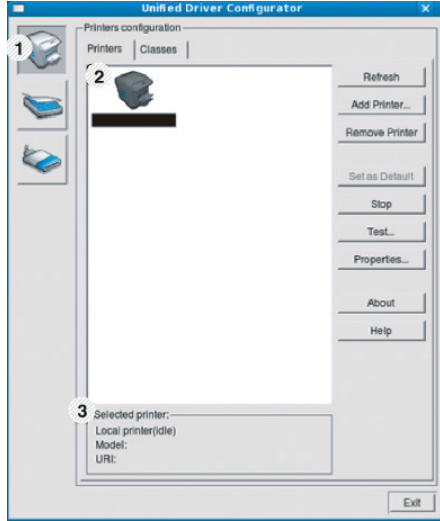 Unified Driver Configurator
Printers configuration
1
Printers
Classes
2
Refresh
Add Printer...
Remove Printer
Set as Default
Stop
Test...
Properties...
About
Help
3
Selected printer:
Local printer(idle)
Model:
URI:
Exit